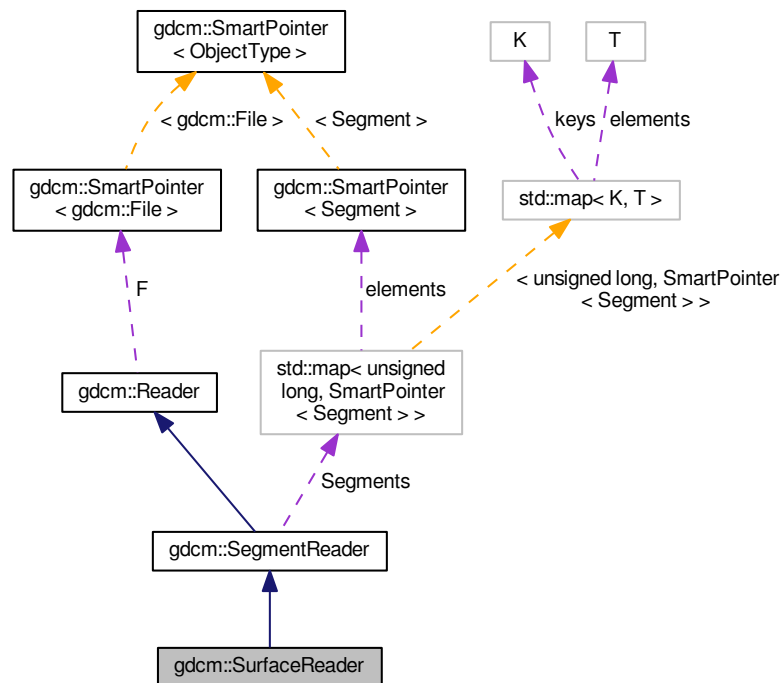 gdcm::SmartPointer
< ObjectType >
K
T
< gdcm::File >
< Segment >
keys
elements
gdcm::SmartPointer
< gdcm::File >
gdcm::SmartPointer
< Segment >
std::map< K, T >
F
elements
< unsigned long, SmartPointer
< Segment > >
gdcm::Reader
std::map< unsigned
long, SmartPointer
< Segment > >
Segments
gdcm::SegmentReader
gdcm::SurfaceReader